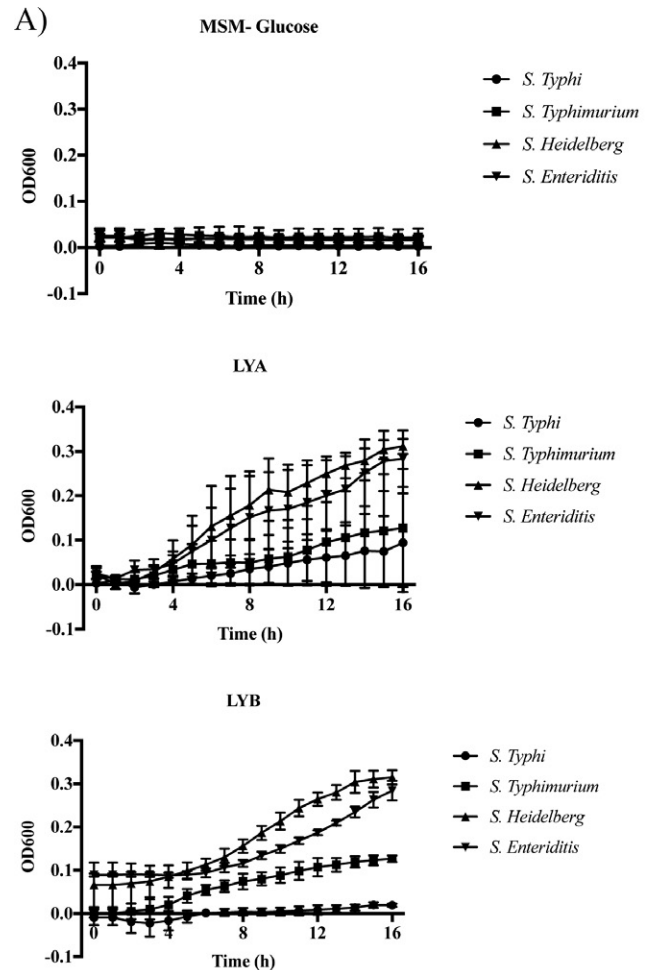 A)
MSM- Glucose
0.4
0.3
0.2
0.1
0.0
-0.1
OD600
0 4 8 12 16
Time (h)
S. Typhi
S. Typhimurium
S. Heidelberg
S. Enteriditis
LYA
0.4
0.3
0.2
0.1
0.0
-0.1
OD600
0 4 8 12 16
Time (h)
S. Typhi
S. Typhimurium
S. Heidelberg
S. Enteriditis
LYB
0.4
0.3
0.2
0.1
0.0
-0.1
OD600
0 4 8 12 16
Time (h)
S. Typhi
S. Typhimurium
S. Heidelberg
S. Enteriditis